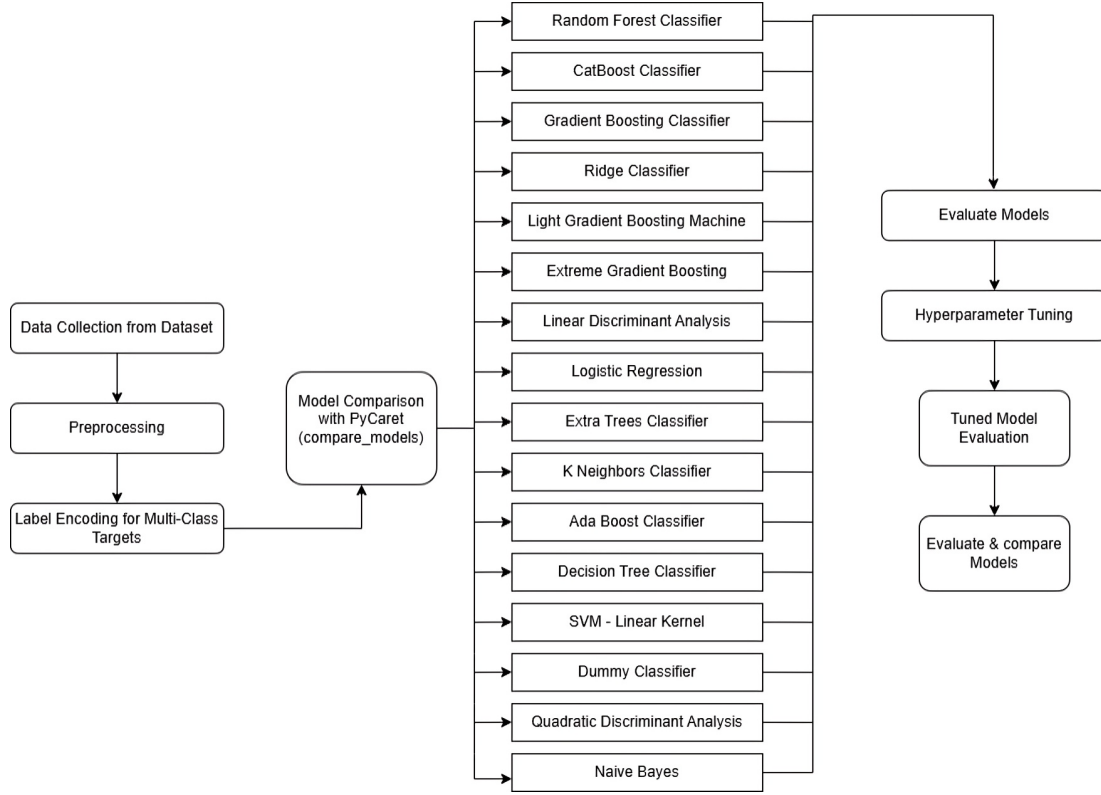 Data Collection from Dataset
Preprocessing
Label Encoding for Multi-Class
Targets
Model Comparison
with PyCaret
(compare_models)
Random Forest Classifier
CatBoost Classifier
Gradient Boosting Classifier
Ridge Classifier
Light Gradient Boosting Machine
Extreme Gradient Boosting
Linear Discriminant Analysis
Logistic Regression
Extra Trees Classifier
K Neighbors Classifier
Ada Boost Classifier
Decision Tree Classifier
SVM - Linear Kernel
Dummy Classifier
Quadratic Discriminant Analysis
Naive Bayes
Evaluate Models
Hyperparameter Tuning
Tuned Model
Evaluation
Evaluate & compare
Models